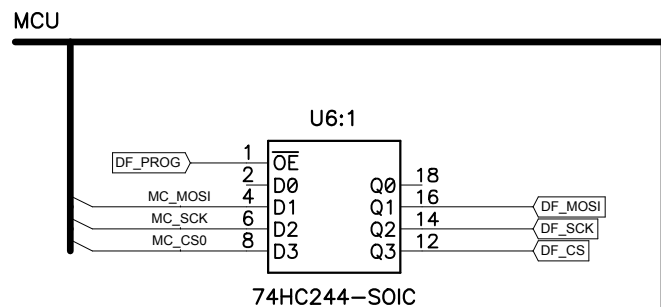 MCU
U6:1
DF_PROG 1 OE
2 D0 Q0 18
MC_MOSI 4 D1 Q1 16 DF_MOSI
MC_SCK 6 D2 Q2 14 DF_SCK
MC_CS0 8 D3 Q3 12 DF_CS
74HC244-SOIC